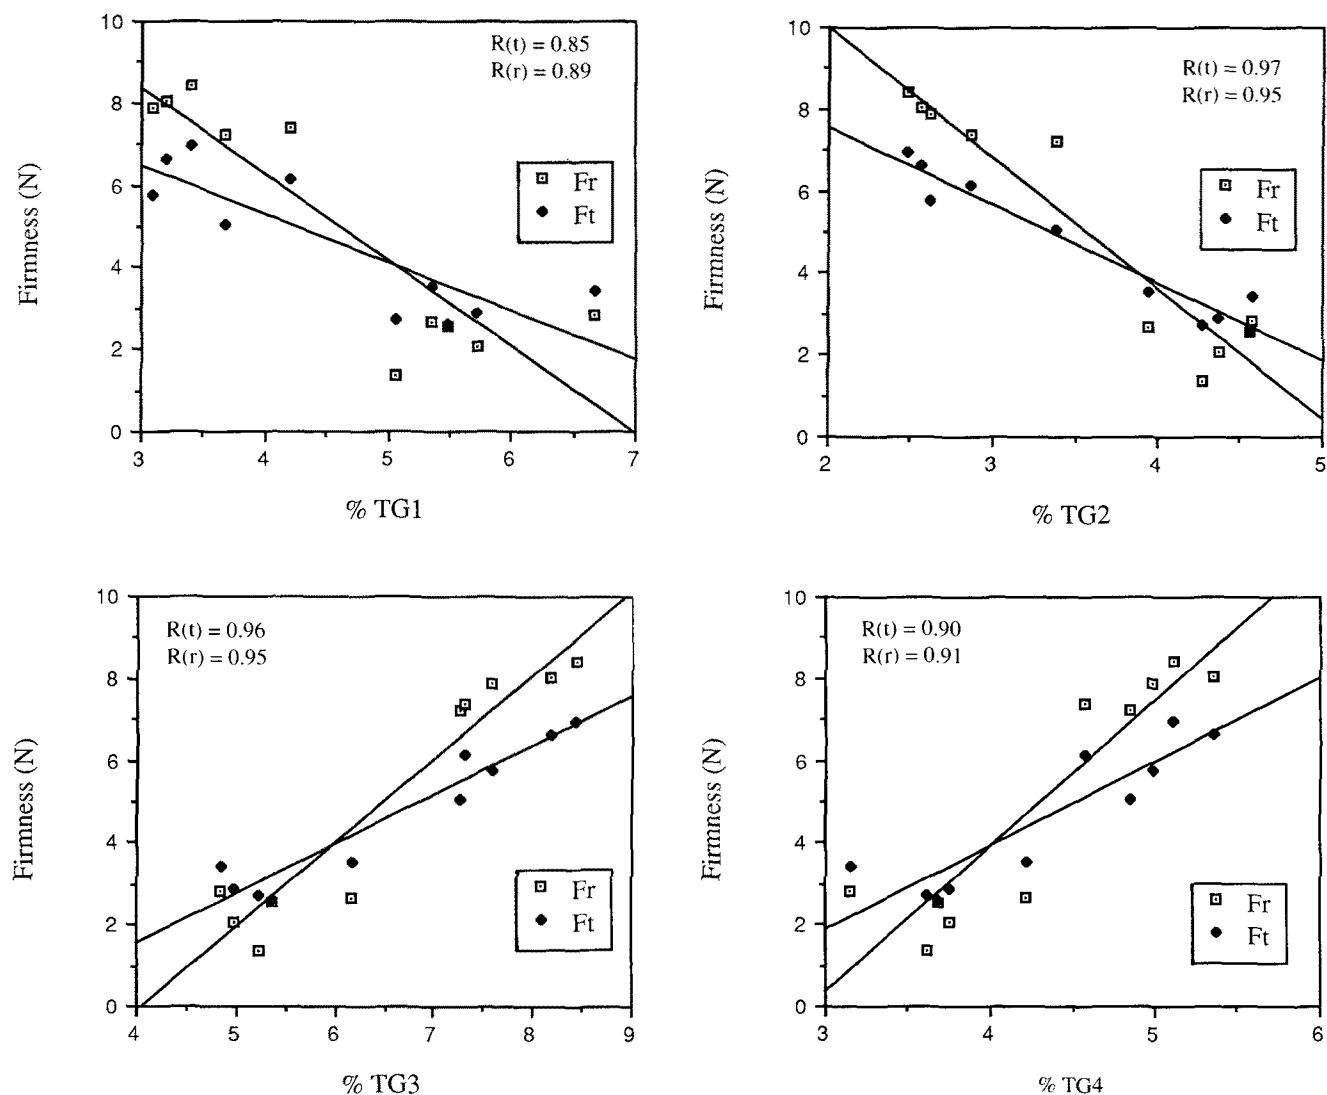 10
R(t) = 0.85
R(r) = 0.89
8
Fr
6
Ft
Firmness (N)
4
2
0
3 4 5 6 7
% TG1
10
R(t) = 0.97
R(r) = 0.95
8
Fr
6
Ft
Firmness (N)
4
2
0
2 3 4 5
% TG2
10
R(t) = 0.96
R(r) = 0.95
8
6
Firmness (N)
4
Fr
2
Ft
0
4 5 6 7 8 9
% TG3
10
R(t) = 0.90
R(r) = 0.91
8
6
Firmness (N)
4
Fr
2
Ft
0
3 4 5 6
% TG4